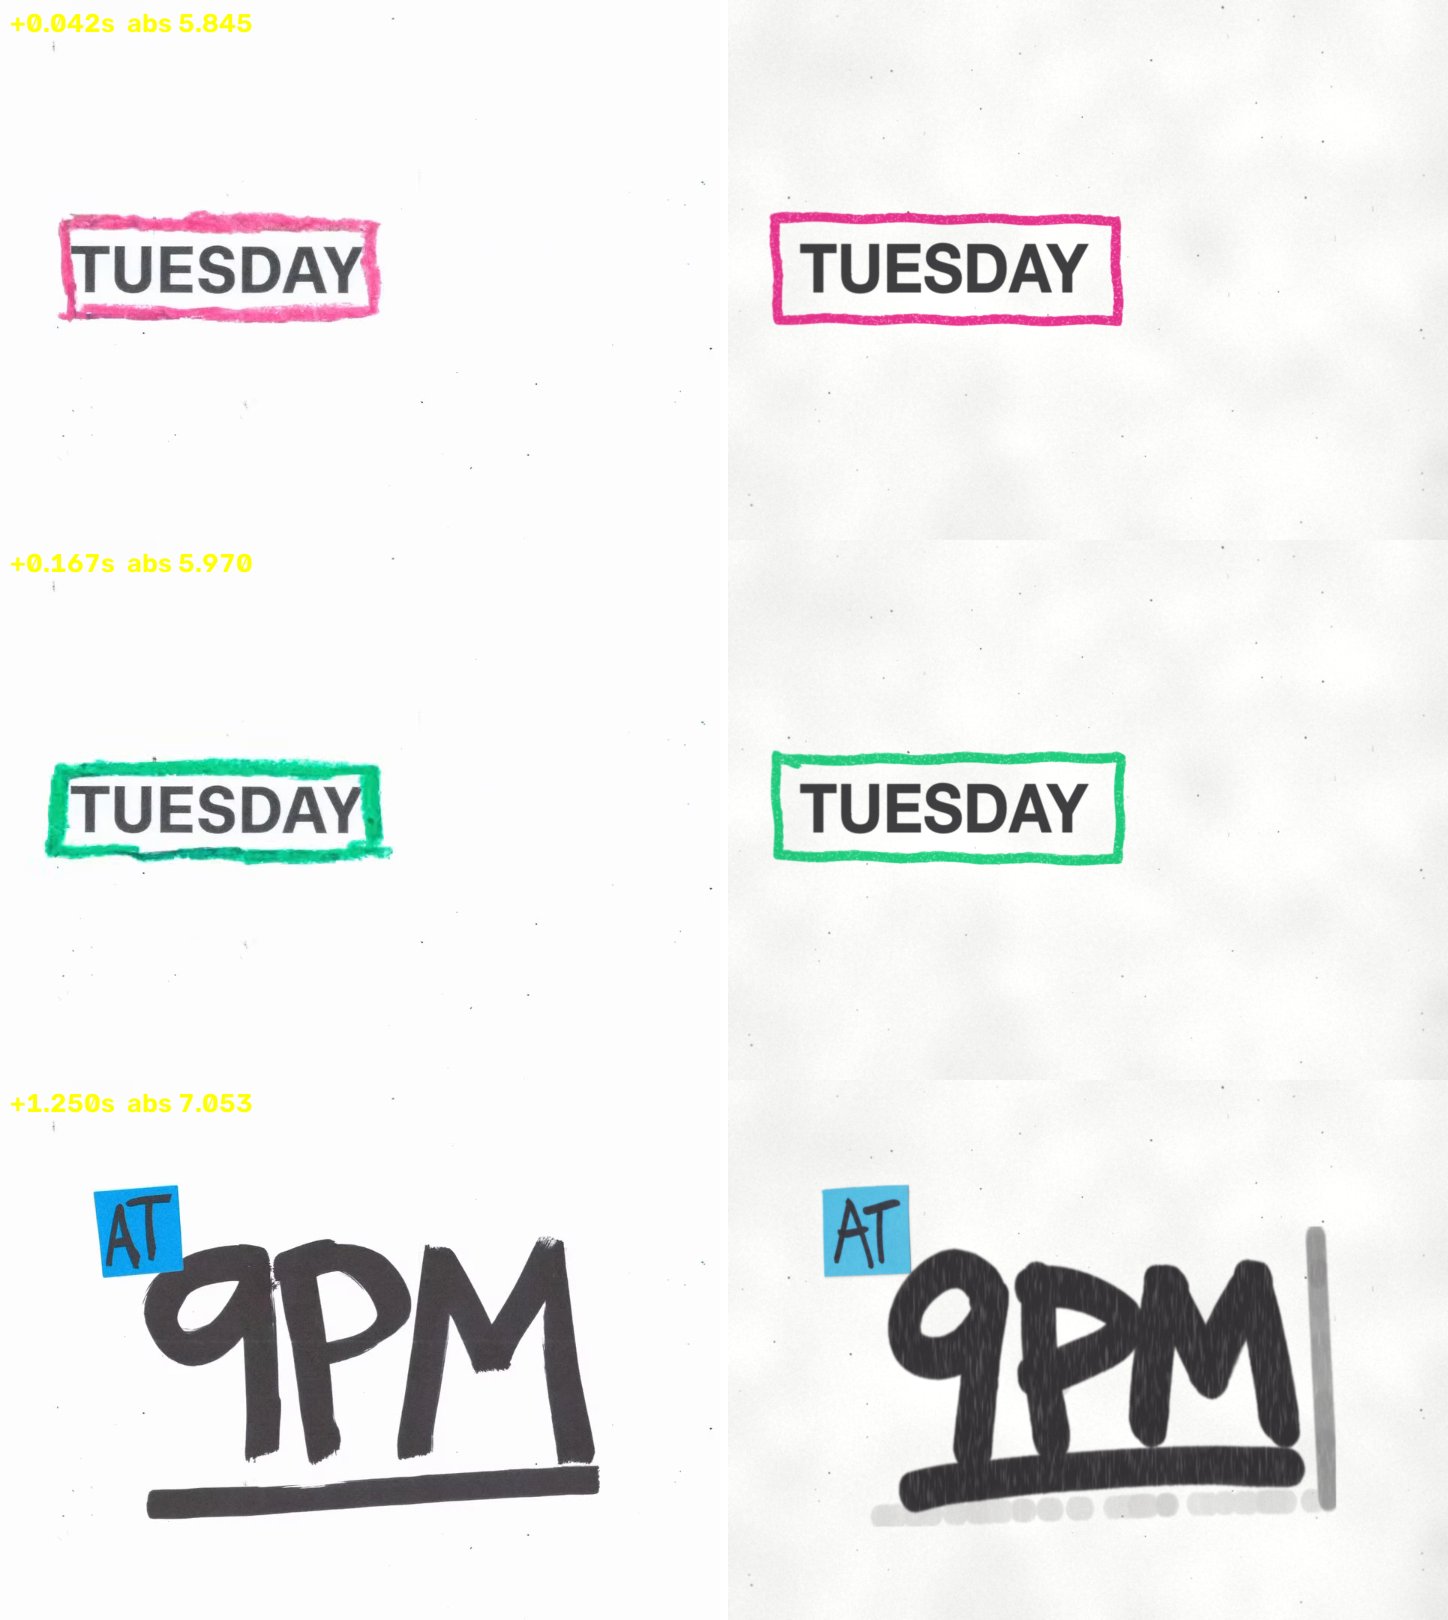 +0.042s abs 5.845
TUESDAY TUESDAY
+0.167s abs 5.970
TUESDAY TUESDAY
+1.250s abs 7.053
AT AT
9PM 9PM